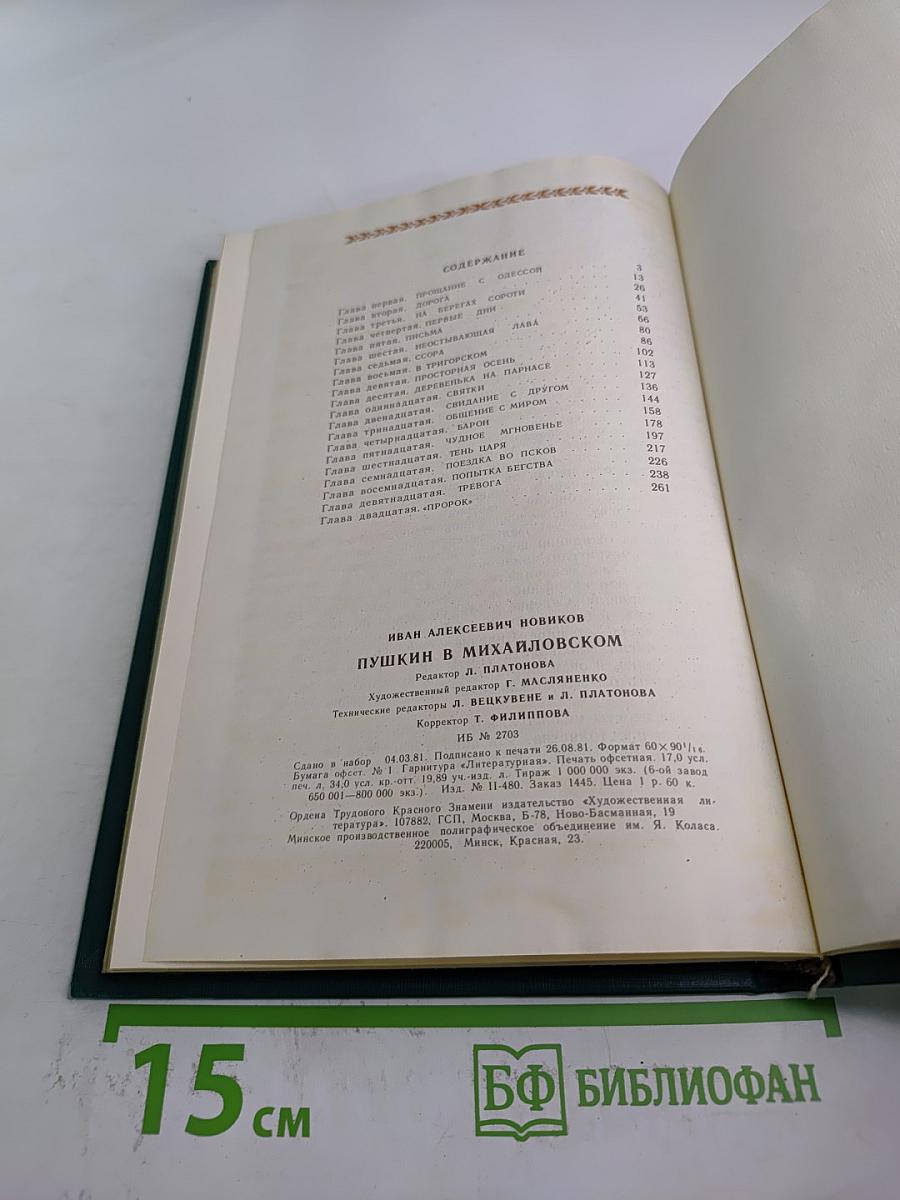 СОДЕРЖАНИЕ
Глава первая. ПРОЩАНИЕ С ОДЕССОЙ . . . . . 3
Глава вторая. ДОРОГА . . . . . 13
Глава третья. НА БЕРЕГАХ СОРОТИ . . . . . 26
Глава четвертая. ПЕРВЫЕ ДНИ . . . . . 41
Глава пятая. ПИСЬМА . . . . . 53
Глава шестая. НЕОСТЫВАЮЩАЯ ЛАВА . . . . . 66
Глава седьмая. ССОРА . . . . . 80
Глава восьмая. В ТРИГОРСКОМ . . . . . 86
Глава девятая. ПРОСТОРНАЯ ОСЕНЬ . . . . . 102
Глава десятая. ДЕРЕВЕНЬКА НА ПАРНАСЕ . . . . . 113
Глава одиннадцатая. СВЯТКИ . . . . . 127
Глава двенадцатая. СВИДАНИЕ С ДРУГОМ . . . . . 136
Глава тринадцатая. ОБЩЕНИЕ С МИРОМ . . . . . 144
Глава четырнадцатая. БАРОН . . . . . 158
Глава пятнадцатая. ЧУДНОЕ МГНОВЕНЬЕ . . . . . 178
Глава шестнадцатая. ТЕНЬ ЦАРЯ . . . . . 197
Глава семнадцатая. ПОЕЗДКА ВО ПСКОВ . . . . . 217
Глава восемнадцатая. ПОПЫТКА БЕГСТВА . . . . . 226
Глава девятнадцатая. ТРЕВОГА . . . . . 238
Глава двадцатая. «ПРОРОК» . . . . . 261
ИВАН АЛЕКСЕЕВИЧ НОВИКОВ
ПУШКИН В МИХАЙЛОВСКОМ
Редактор Л. ПЛАТОНОВА
Художественный редактор Г. МАСЛЯНЕНКО
Технические редакторы Л. ВЕЦКУВЕНЕ и Л. ПЛАТОНОВА
Корректор Т. ФИЛИППОВА
ИБ № 2703
Сдано в набор 04.03.81. Подписано к печати 26.08.81. Формат 60×90¹/₁₆.
Бумага офсет. № 1 Гарнитура «Литературная». Печать офсетная. 17,0 усл.
печ. л, 34,0 усл. кр.-отт. 19,89 уч.-изд. л. Тираж 1 000 000 экз. (6-ой завод
650 001—800 000 экз.). Изд. № II-480. Заказ 1445. Цена 1 р. 60 к.
Ордена Трудового Красного Знамени издательство «Художественная ли-
тература». 107882, ГСП, Москва, Б-78, Ново-Басманная, 19
Минское производственное полиграфическое объединение им. Я. Коласа.
220005, Минск, Красная, 23.
15 см
БФ БИБЛИОФАН